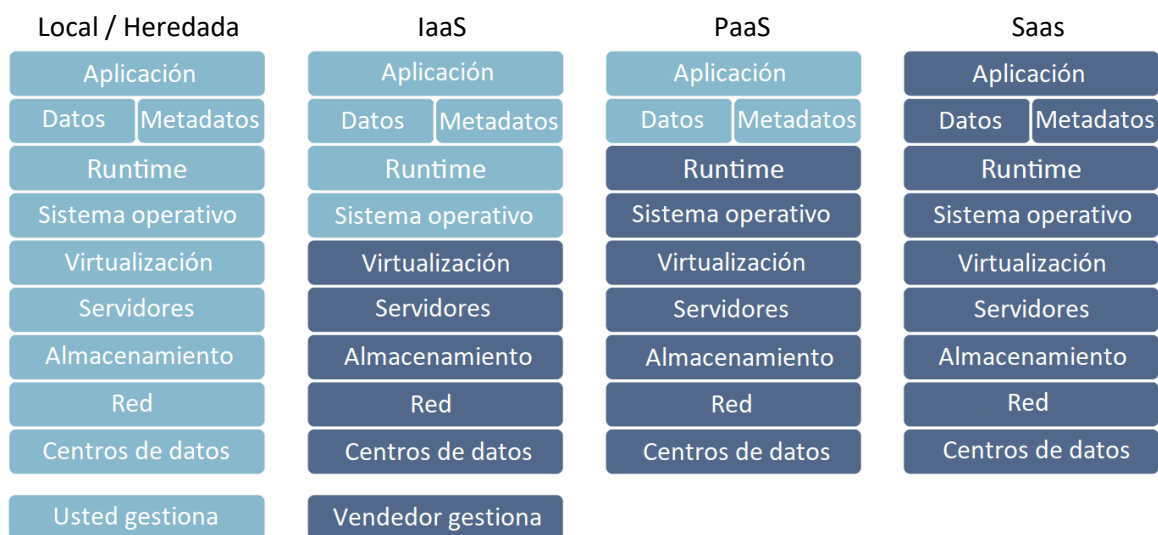 Local / Heredada IaaS PaaS Saas
Aplicación Aplicación Aplicación Aplicación
Datos Metadatos Datos Metadatos Datos Metadatos Datos Metadatos
Runtime Runtime Runtime Runtime
Sistema operativo Sistema operativo Sistema operativo Sistema operativo
Virtualización Virtualización Virtualización Virtualización
Servidores Servidores Servidores Servidores
Almacenamiento Almacenamiento Almacenamiento Almacenamiento
Red Red Red Red
Centros de datos Centros de datos Centros de datos Centros de datos
Usted gestiona Vendedor gestiona